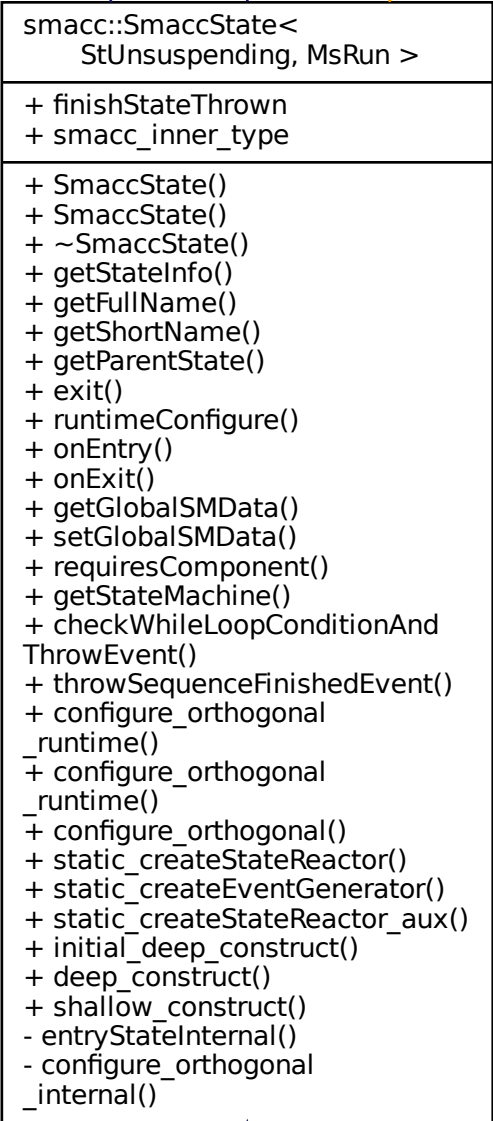 smacc::SmaccState<
StUnsuspending, MsRun >
+ finishStateThrown
+ smacc_inner_type
+ SmaccState()
+ SmaccState()
+ ~SmaccState()
+ getStateInfo()
+ getFullName()
+ getShortName()
+ getParentState()
+ exit()
+ runtimeConfigure()
+ onEntry()
+ onExit()
+ getGlobalSMData()
+ setGlobalSMData()
+ requiresComponent()
+ getStateMachine()
+ checkWhileLoopConditionAnd
ThrowEvent()
+ throwSequenceFinishedEvent()
+ configure_orthogonal
_runtime()
+ configure_orthogonal
_runtime()
+ configure_orthogonal()
+ static_createStateReactor()
+ static_createEventGenerator()
+ static_createStateReactor_aux()
+ initial_deep_construct()
+ deep_construct()
+ shallow_construct()
- entryStateInternal()
- configure_orthogonal
_internal()